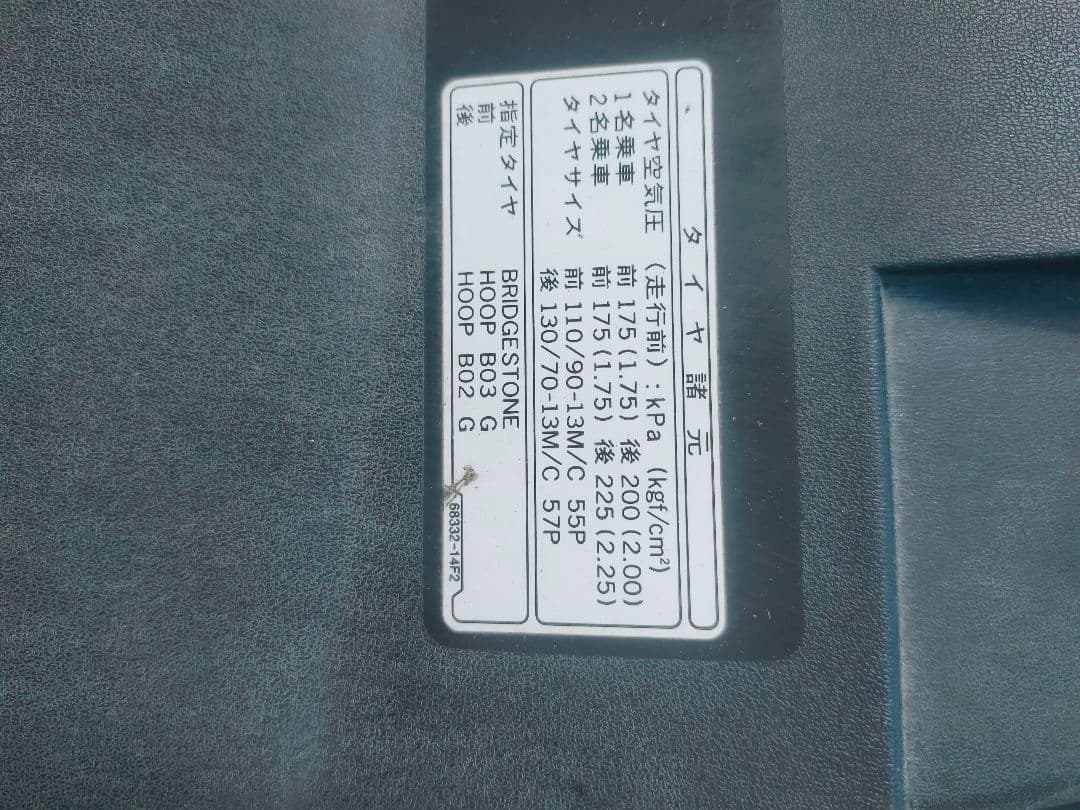 タイヤ諸元
タイヤ空気圧 (走行前) : kPa (kgf/cm²)
1名乗車 前 175 (1.75) 後 200 (2.00)
2名乗車 前 175 (1.75) 後 225 (2.25)
タイヤサイズ 前 110/90-13M/C 55P
後 130/70-13M/C 57P
指定タイヤ BRIDGESTONE
前 HOOP B03 G
後 HOOP B02 G
68332-14F2